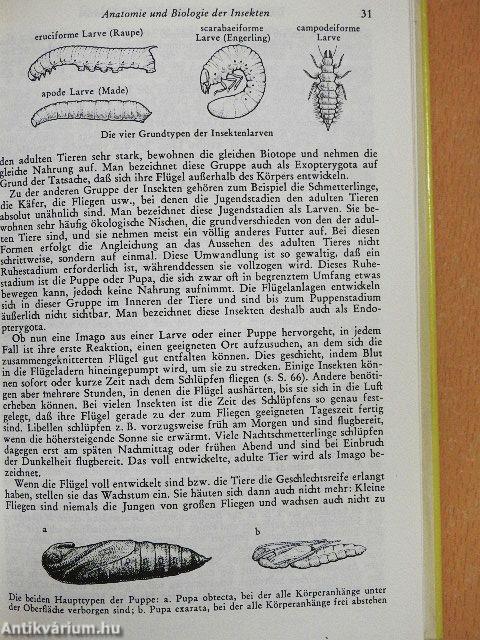 Anatomie und Biologie der Insekten 31
eruciforme Larve (Raupe)
scarabaeiforme
Larve (Engerling)
campodeiforme
Larve
apode Larve (Made)
Die vier Grundtypen der Insektenlarven
den adulten Tieren sehr stark, bewohnen die gleichen Biotope und nehmen die
gleiche Nahrung auf. Man bezeichnet diese Gruppe auch als Exopterygota auf
Grund der Tatsache, daß sich ihre Flügel außerhalb des Körpers entwickeln.
Zu der anderen Gruppe der Insekten gehören zum Beispiel die Schmetterlinge,
die Käfer, die Fliegen usw., bei denen die Jugendstadien den adulten Tieren
absolut unähnlich sind. Man bezeichnet diese Jugendstadien als Larven. Sie be-
wohnen sehr häufig ökologische Nischen, die grundverschieden von den der adul-
ten Tiere sind, und sie nehmen meist ein völlig anderes Futter auf. Bei diesen
Formen erfolgt die Angleichung an das Aussehen des adulten Tieres nicht
schrittweise, sondern auf einmal. Diese Umwandlung ist so gewaltig, daß ein
Ruhestadium erforderlich ist, währenddessen sie vollzogen wird. Dieses Ruhe-
stadium ist die Puppe oder Pupa, die sich zwar oft in begrenztem Umfang etwas
bewegen kann, jedoch keine Nahrung aufnimmt. Die Flügelanlagen entwickeln
sich in dieser Gruppe im Inneren der Tiere und sind bis zum Puppenstadium
äußerlich nicht sichtbar. Man bezeichnet diese Insekten deshalb auch als Endo-
pterygota.
Ob nun eine Imago aus einer Larve oder einer Puppe hervorgeht, in jedem
Fall ist ihre erste Reaktion, einen geeigneten Ort aufzusuchen, an dem sich die
zusammengeknitterten Flügel gut entfalten können. Dies geschieht, indem Blut
in die Flügeladern hineingepumpt wird, um sie zu strecken. Einige Insekten kön-
nen sofort oder kurze Zeit nach dem Schlüpfen fliegen (s. S. 66). Andere benöti-
gen aber mehrere Stunden, in denen die Flügel aushärten, bis sie sich in die Luft
erheben können. Bei vielen Insekten ist die Zeit des Schlüpfens so genau fest-
gelegt, daß ihre Flügel gerade zu der zum Fliegen geeigneten Tageszeit fertig
sind. Libellen schlüpfen z. B. vorzugsweise früh am Morgen und sind flugbereit,
wenn die höhersteigende Sonne sie erwärmt. Viele Nachtschmetterlinge schlüpfen
dagegen erst am späten Nachmittag oder frühen Abend und sind bei Einbruch
der Dunkelheit flugbereit. Das voll entwickelte, adulte Tier wird als Imago be-
zeichnet.
Wenn die Flügel voll entwickelt sind bzw. die Tiere die Geschlechtsreife erlangt
haben, stellen sie das Wachstum ein. Sie häuten sich dann auch nicht mehr: Kleine
Fliegen sind niemals die Jungen von großen Fliegen und wachsen auch nicht zu
a
b
Die beiden Haupttypen der Puppe: a. Pupa obtecta, bei der alle Körperanhänge unter
der Oberfläche verborgen sind; b. Pupa exarata, bei der alle Körperanhänge frei abstehen
Antikvárium.hu